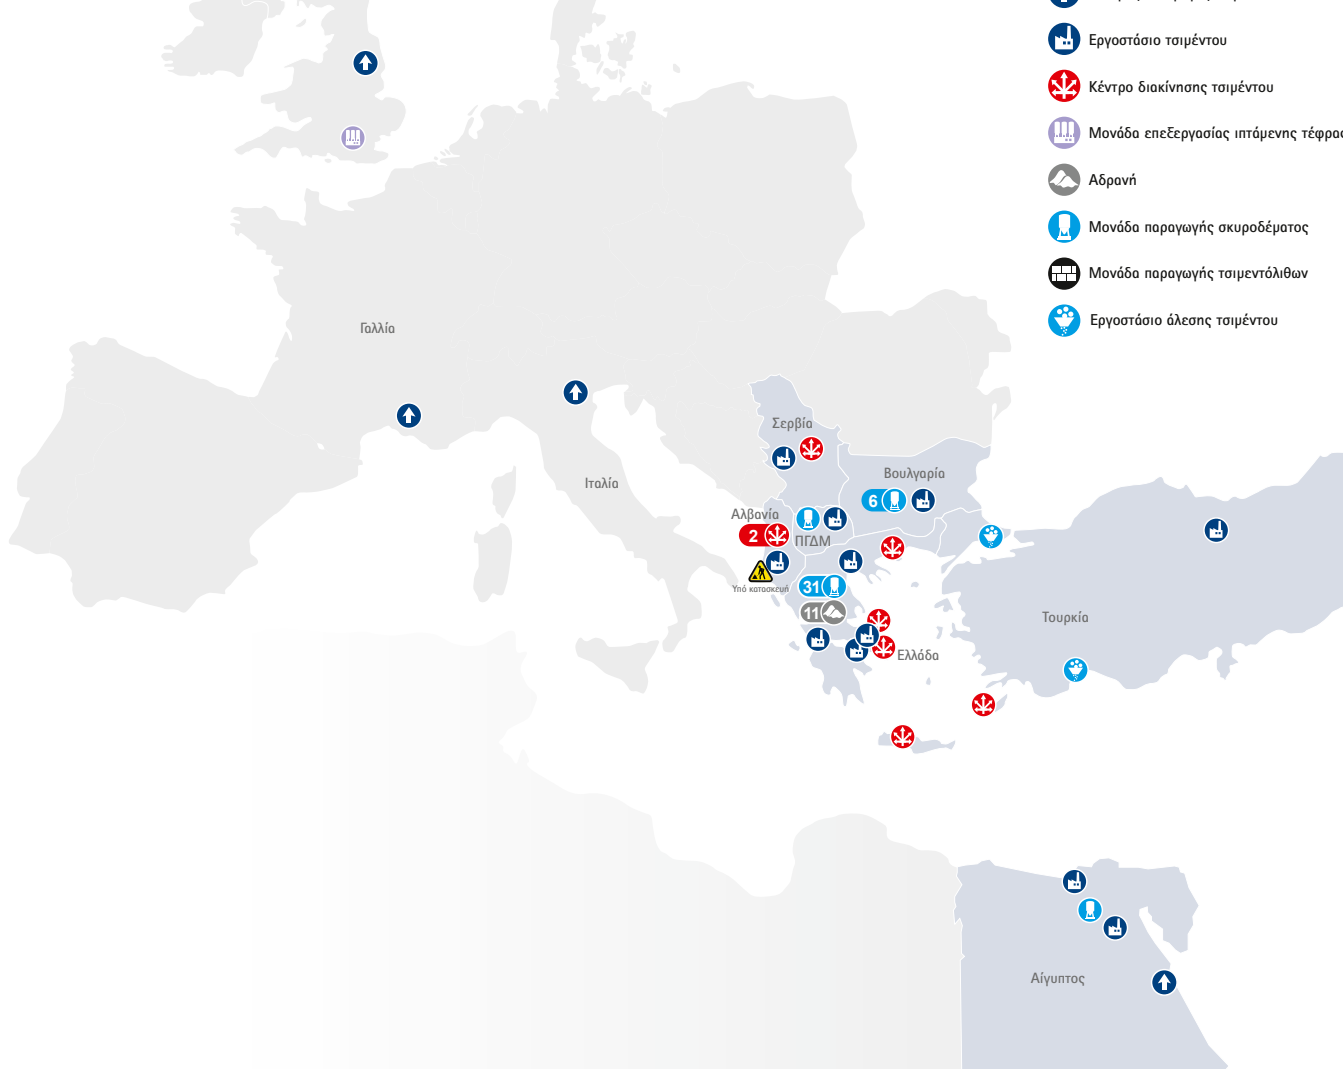 Εργοστάσιο τσιμέντου
Κέντρο διακίνησης τσιμέντου
Μονάδα επεξεργασίας ιπτάμενης τέφρας
Αδρανή
Μονάδα παραγωγής σκυροδέματος
Μονάδα παραγωγής τσιμεντόλιθων
Εργοστάσιο άλεσης τσιμέντου
Γαλλία
Σερβία
Βουλγαρία
Ιταλία
6
Αλβανία
2
ΠΓΔΜ
Υπό κατασκευή
31
11
Τουρκία
Ελλάδα
Αίγυπτος